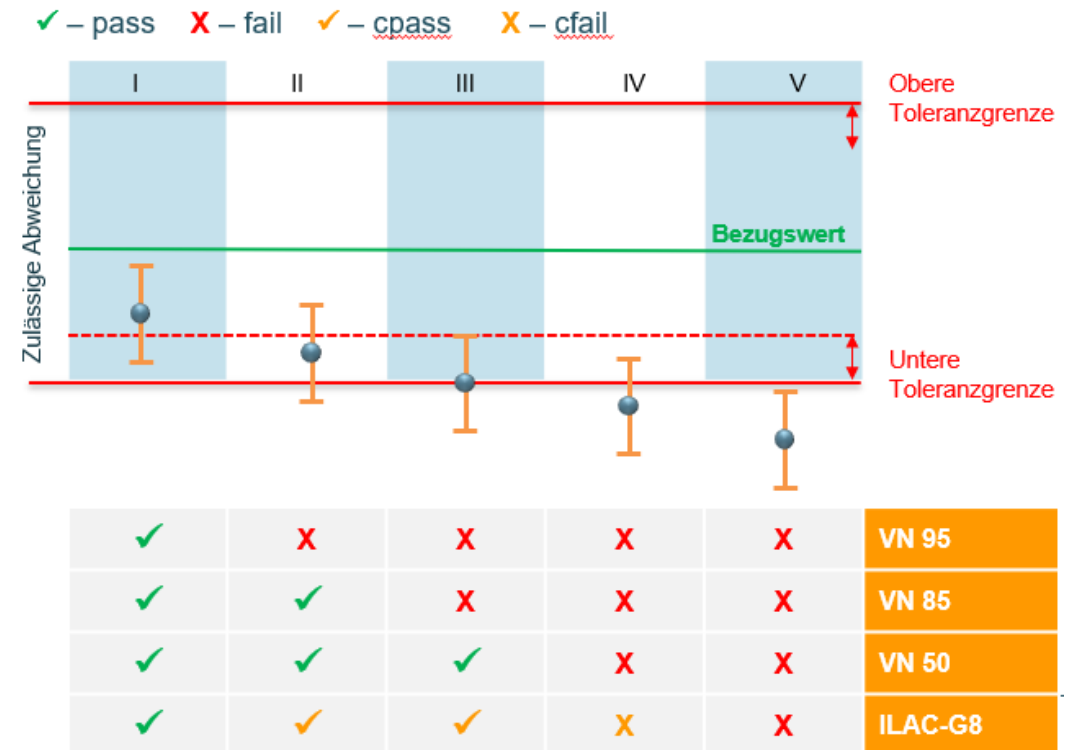 ✓ – pass X – fail ✓ – cpass X – cfail
I II III IV V
Obere
Toleranzgrenze
Zulässige Abweichung
Bezugswert
Untere
Toleranzgrenze
✓ X X X X VN 95
✓ ✓ X X X VN 85
✓ ✓ ✓ X X VN 50
✓ ✓ ✓ X X ILAC-G8